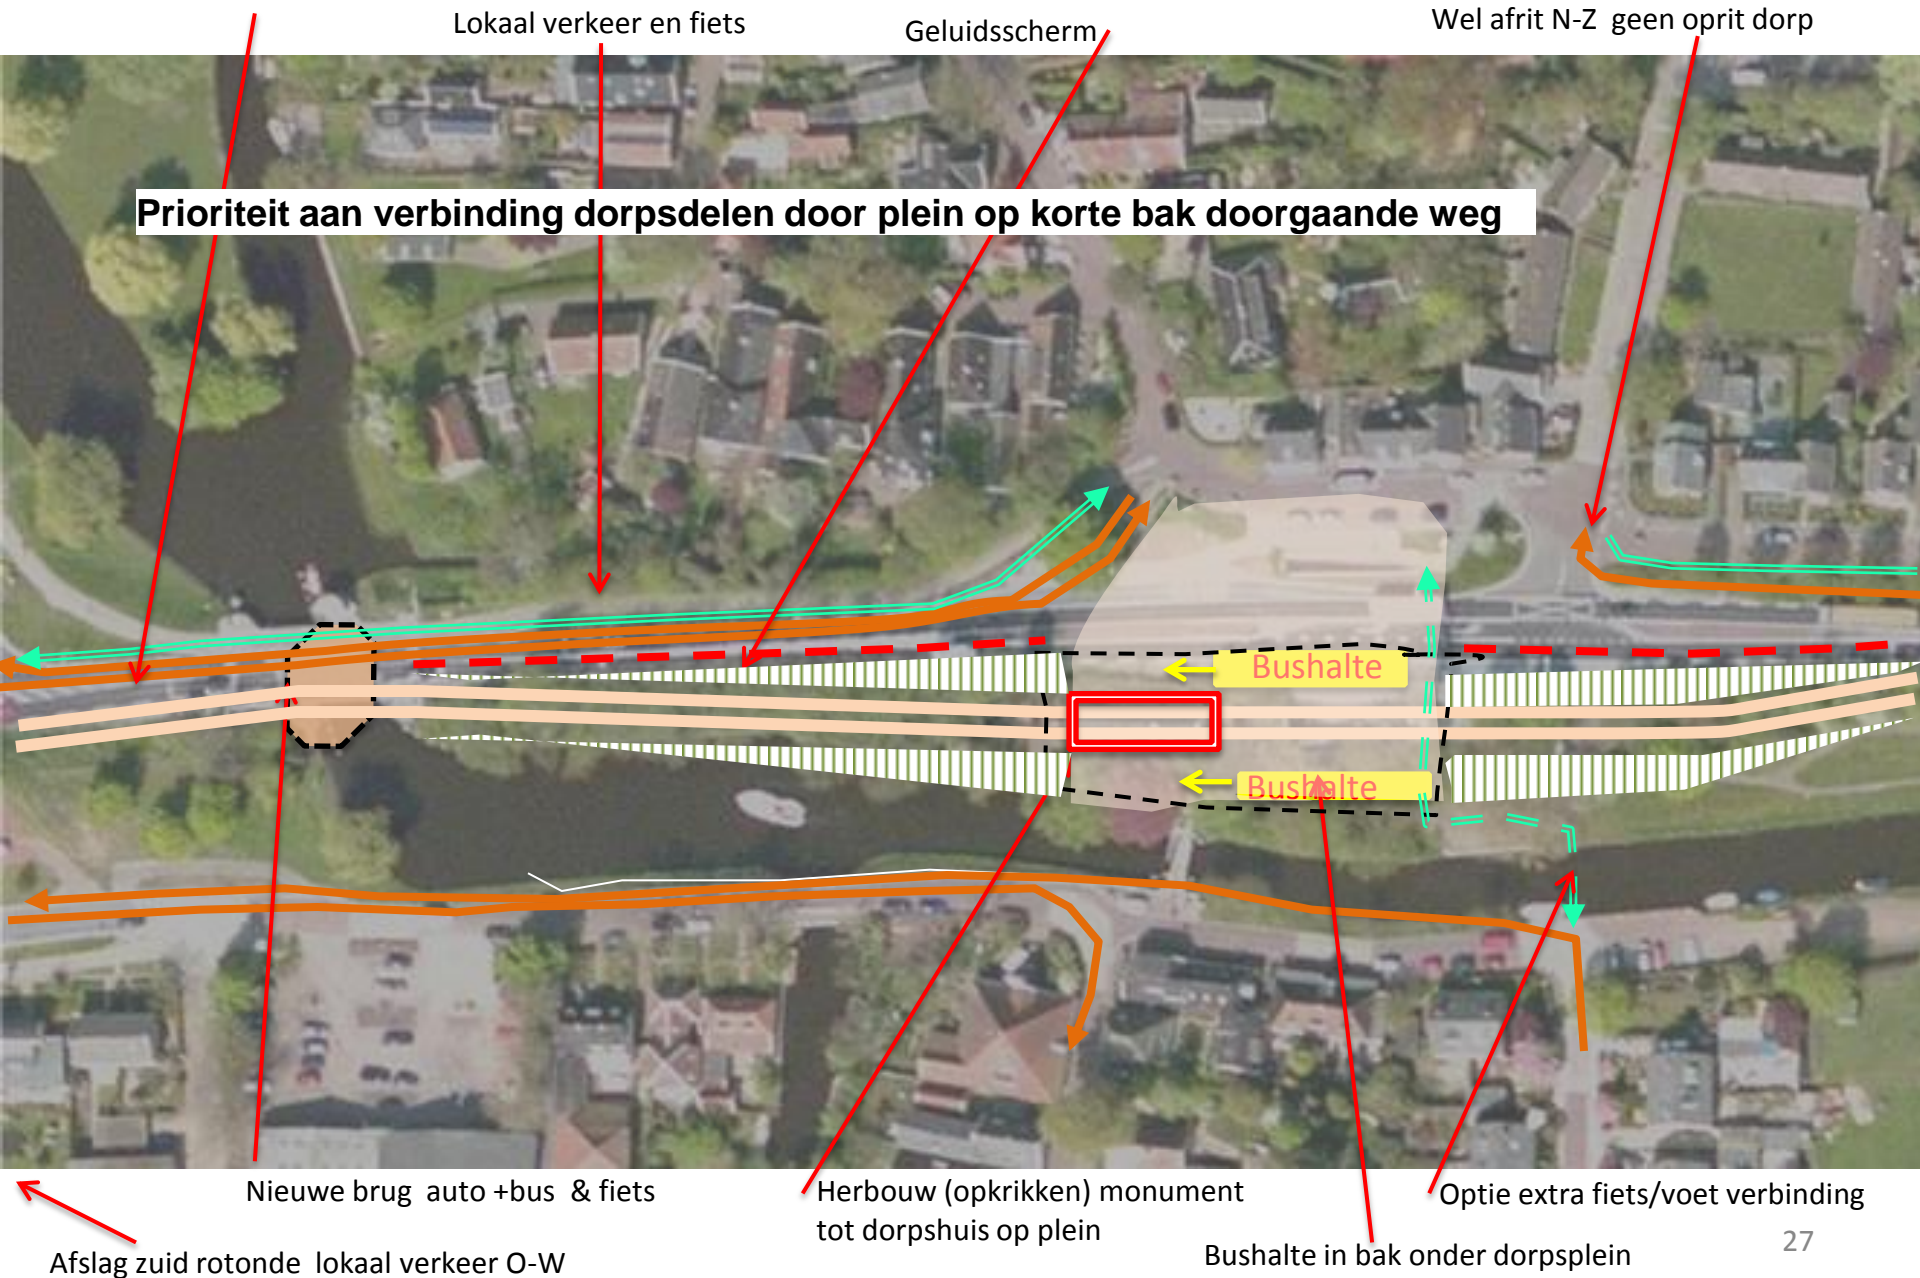 Lokaal verkeer en fiets
Geluidsscherm
Wel afrit N-Z geen oprit dorp
Prioriteit aan verbinding dorpsdelen door plein op korte bak doorgaande weg
Bushalte
Bushalte
Nieuwe brug auto +bus & fiets
Herbouw (opkrikken) monument
tot dorpshuis op plein
Optie extra fiets/voet verbinding
Afslag zuid rotonde lokaal verkeer O-W
Bushalte in bak onder dorpsplein
27